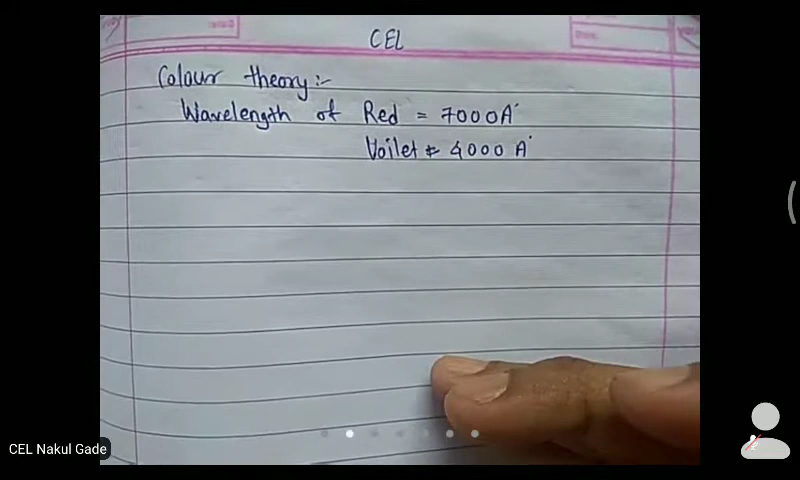 CEL
Colour theory:-
Wavelength of Red = 7000A°
Voilet = 4000 A°
CEL Nakul Gade